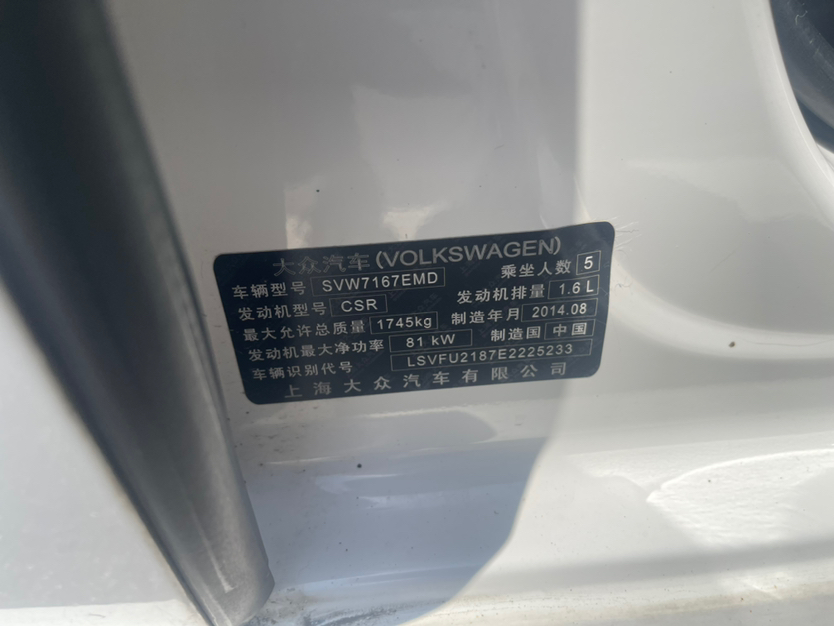 大众汽车(VOLKSWAGEN)
车辆型号 SVW7167EMD 乘坐人数 5
发动机型号 CSR 发动机排量 1.6 L
最大允许总质量 1745kg 制造年月 2014.08
发动机最大净功率 81 kW 制造国 中国
车辆识别代号 LSVFU2187E2225233
上海大众汽车有限公司